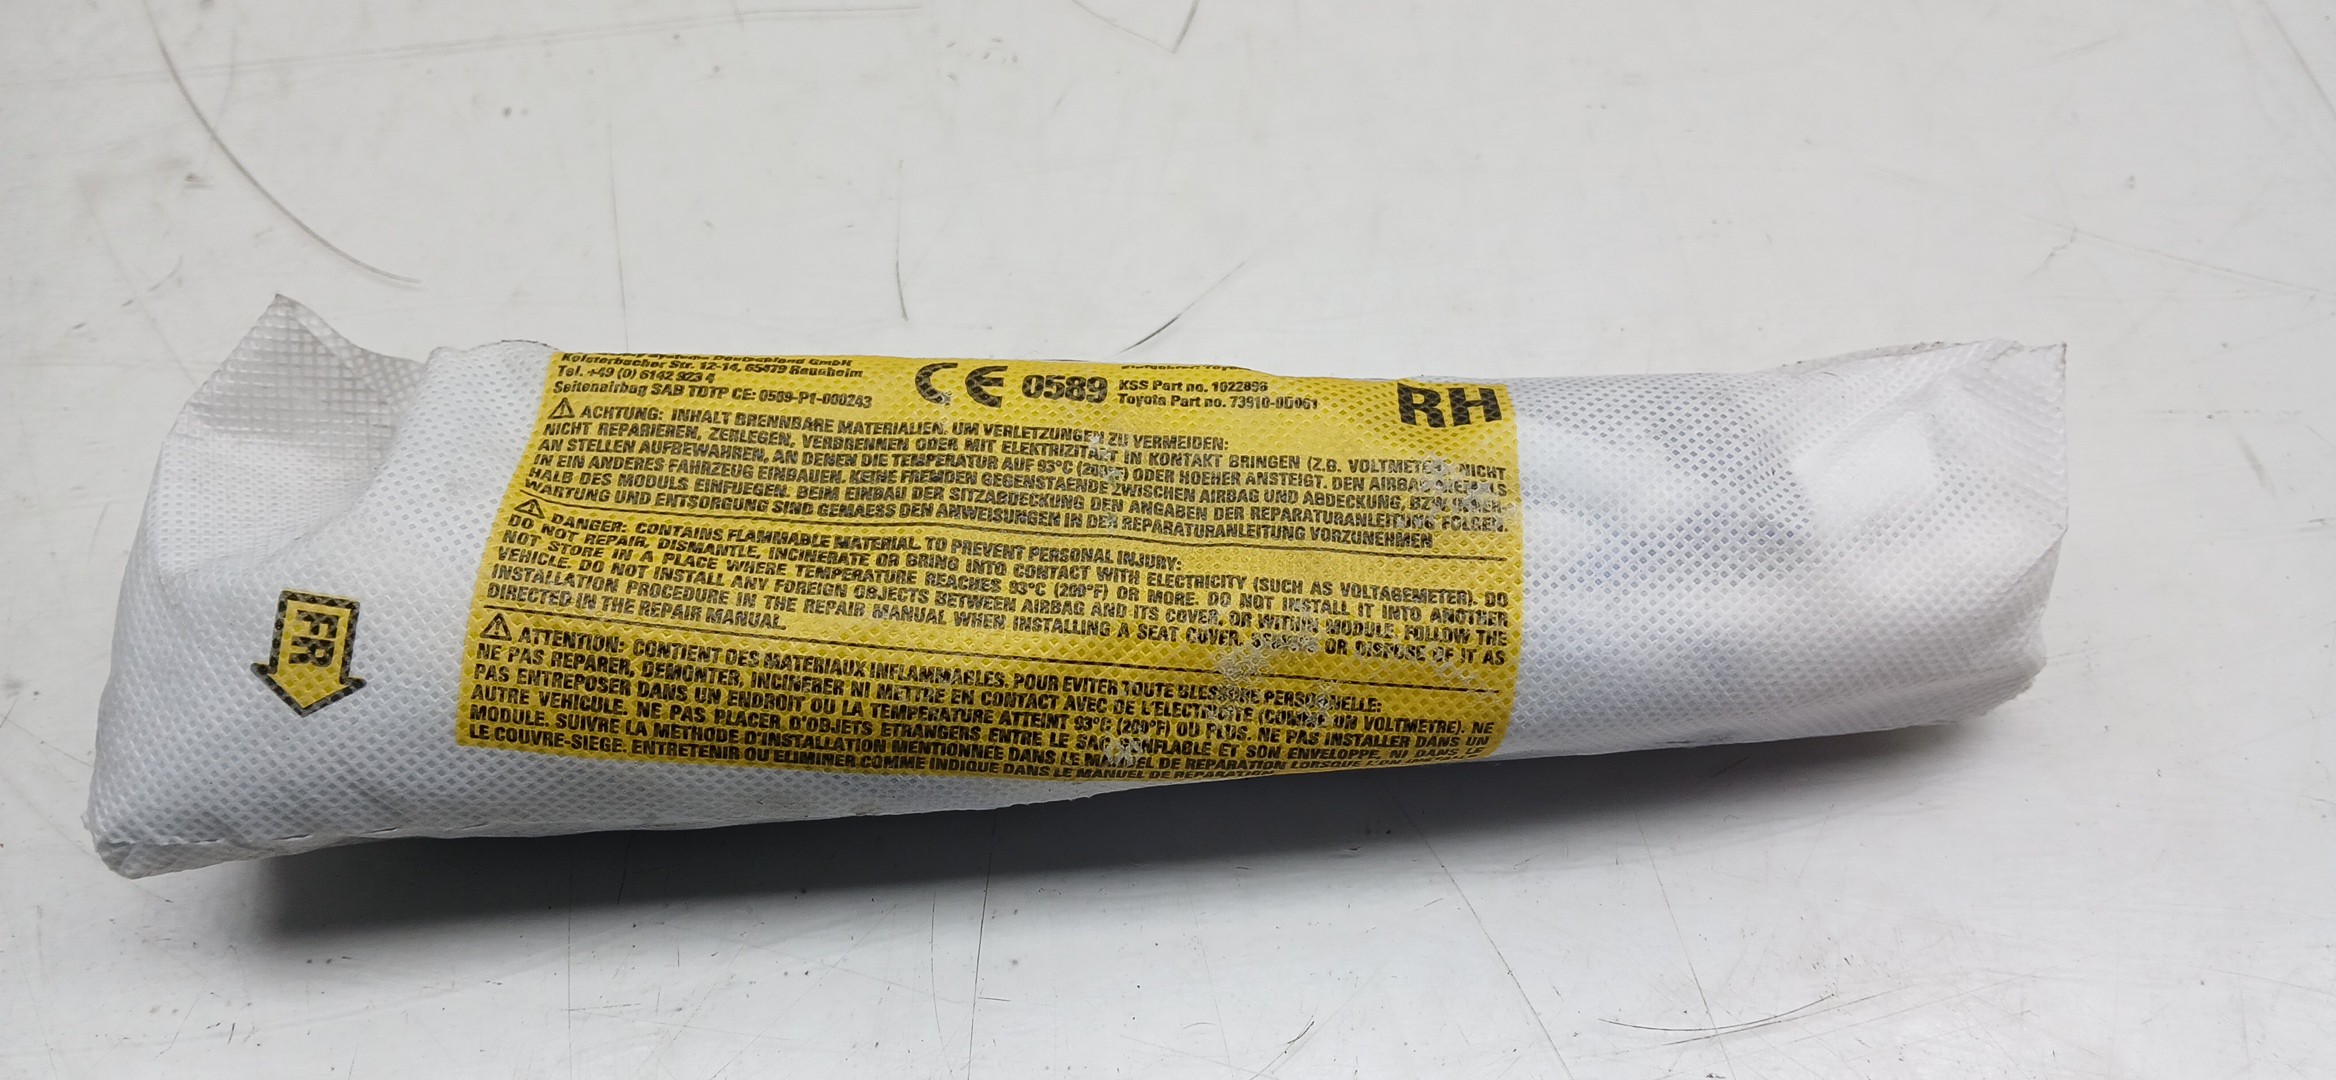 FR
Kolsterbacher Str. 12-14, 65479 Raunheim
Tel. +49 (0) 6142 923 4
Seitenairbag SAB TDTP CE: 0589-P1-000243
CE 0589
KSS Part no. 1022898
Toyota Part no. 73910-0D061
RH
ACHTUNG: INHALT BRENNBARE MATERIALIEN. UM VERLETZUNGEN ZU VERMEIDEN:
NICHT REPARIEREN, ZERLEGEN, VERBRENNEN ODER MIT ELEKTRIZITAET IN KONTAKT BRINGEN (Z.B. VOLTMETER). NICHT
AN STELLEN AUFBEWAHREN, AN DENEN DIE TEMPERATUR AUF 93°C (200°F) ODER HOEHER ANSTEIGT. DEN AIRBAG NIEMALS
IN EIN ANDERES FAHRZEUG EINBAUEN. KEINE FREMDEN GEGENSTAENDE ZWISCHEN AIRBAG UND ABDECKUNG, BZW.
HALB DES MODULS EINFUEGEN. BEIM EINBAU DER SITZABDECKUNG DEN ANGABEN DER REPARATURANLEITUNG FOLGEN.
WARTUNG UND ENTSORGUNG SIND GEMAESS DEN ANWEISUNGEN IN DER REPARATURANLEITUNG VORZUNEHMEN
DANGER: CONTAINS FLAMMABLE MATERIAL. TO PREVENT PERSONAL INJURY:
DO NOT REPAIR, DISMANTLE, INCINERATE OR BRING INTO CONTACT WITH ELECTRICITY (SUCH AS VOLTAGEMETER). DO
NOT STORE IN A PLACE WHERE TEMPERATURE REACHES 93°C (200°F) OR MORE. DO NOT INSTALL IT INTO ANOTHER
VEHICLE. DO NOT INSTALL ANY FOREIGN OBJECTS BETWEEN AIRBAG AND ITS COVER, OR WITHIN MODULE. FOLLOW THE
INSTALLATION PROCEDURE IN THE REPAIR MANUAL WHEN INSTALLING A SEAT COVER. OR DISPOSE OF IT AS
DIRECTED IN THE REPAIR MANUAL.
ATTENTION: CONTIENT DES MATERIAUX INFLAMMABLES. POUR EVITER TOUTE BLESSURE PERSONNELLE:
NE PAS REPARER, DEMONTER, INCINERER NI METTRE EN CONTACT AVEC DE L'ELECTRICITE (COMME UN VOLTMETRE). NE
PAS ENTREPOSER DANS UN ENDROIT OU LA TEMPERATURE ATTEINT 93°C (200°F) OU PLUS. NE PAS INSTALLER DANS UN
AUTRE VEHICULE. NE PAS PLACER D'OBJETS ETRANGERS ENTRE LE SAC GONFLABLE ET SON ENVELOPPE, NI DANS LE
MODULE. SUIVRE LA METHODE D'INSTALLATION MENTIONNEE DANS LE MANUEL DE REPARATION LORSQUE L'ON
LE COUVRE-SIEGE. ENTRETENIR OU ELIMINER COMME INDIQUE DANS LE MANUEL DE REPARATION